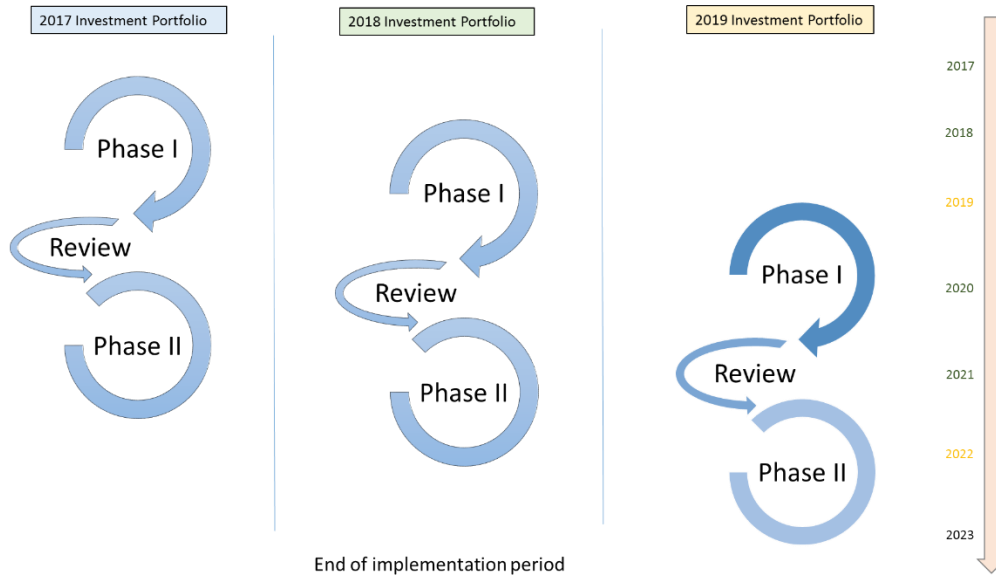 2017 Investment Portfolio
2018 Investment Portfolio
2019 Investment Portfolio
Phase I
Review
Phase II
Phase I
Review
Phase II
Phase I
Review
Phase II
2017
2018
2019
2020
2021
2022
2023
End of implementation period